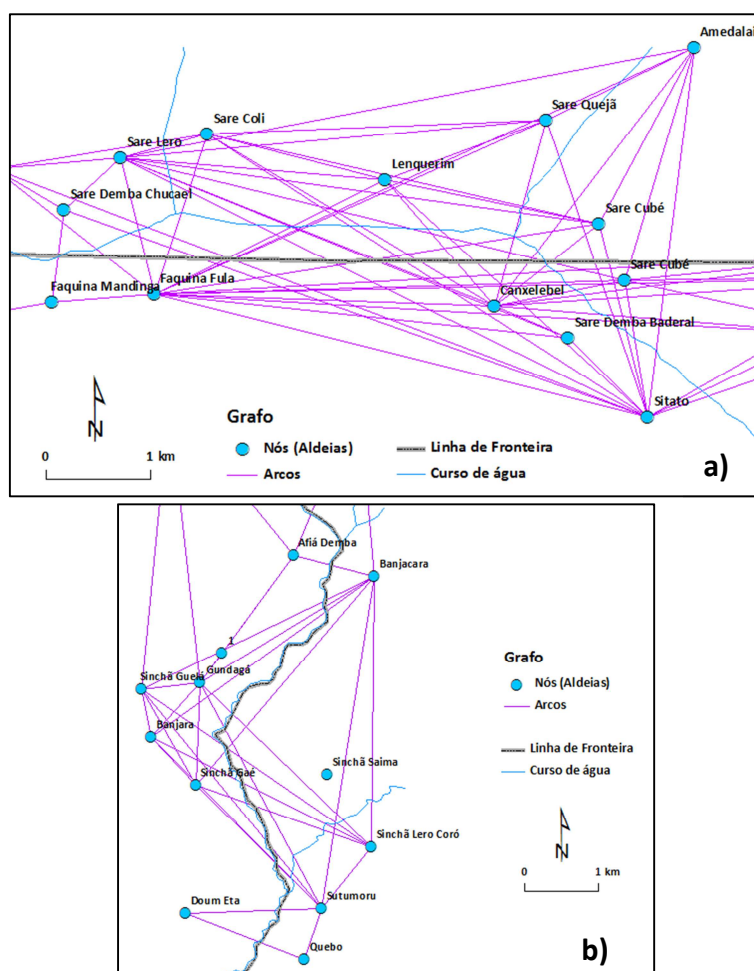 Amedalai
Sare Quejã
Sare Coli
Sare Lero
Lenquerim
Sare Demba Chucael
Sare Cubé
Sare Cubé
Faquina Fula
Faquina Mandinga
Canxelebel
Sare Demba Baderal
Sitato
N
0 1 km
Grafo
Nós (Aldeias)
Arcos
Linha de Fronteira
Curso de água
a)
Afiá Demba
Banjacara
1
Gundagá
Sinchã Guelá
Banjara
Sinchã Gaé
Sinchã Saima
Sinchã Lero Coró
Sutumoru
Doum Eta
Quebo
Grafo
Nós (Aldeias)
Arcos
Linha de Fronteira
Curso de água
N
0 1 km
b)